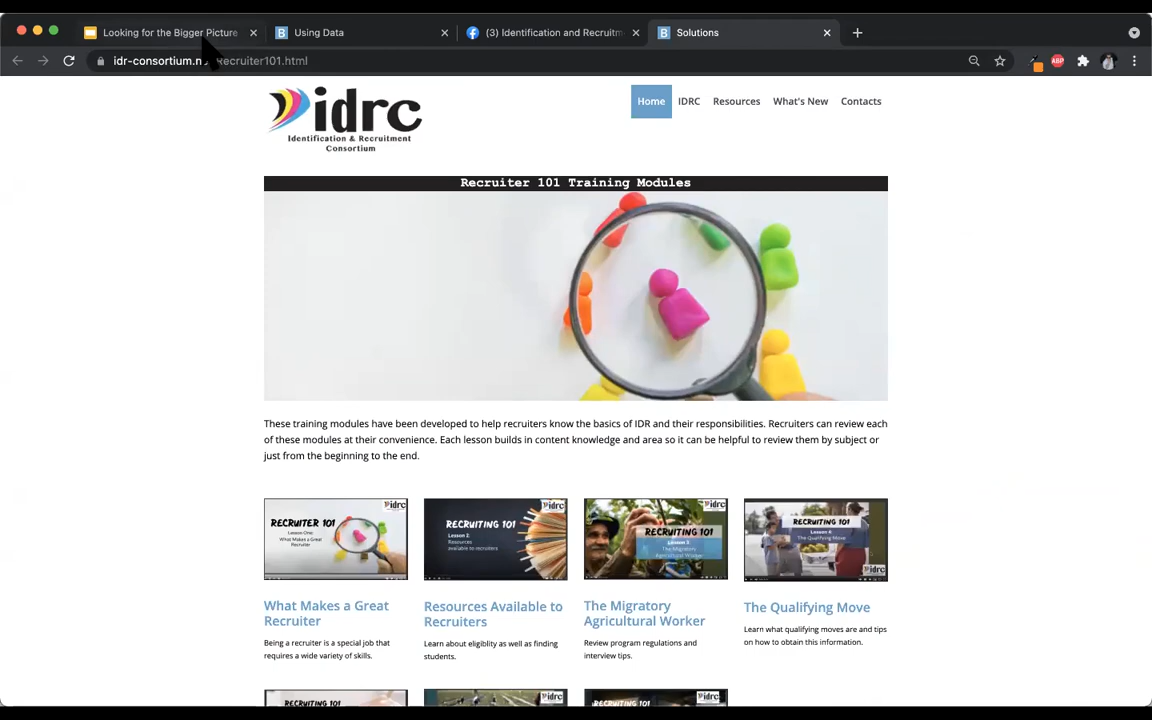 Looking for the Bigger Picture
Using Data
(3) Identification and Recruitm
Solutions
idr-consortium.n
Recruiter101.html
ABP
idrc
Identification & Recruitment
Consortium
Home
IDRC
Resources
What's New
Contacts
Recruiter 101 Training Modules
These training modules have been developed to help recruiters know the basics of IDR and their responsibilities. Recruiters can review each
of these modules at their convenience. Each lesson builds in content knowledge and area so it can be helpful to review them by subject or
just from the beginning to the end.
idrc
RECRUITER 101
Lesson One:
What Makes a Great
Recruiter
idrc
RECRUITING 101
Lesson 2
Resources
available to recruiters
idrc
RECRUITING 101
Lesson 3
The Migratory
Agricultural Worker
RECRUITING 101
Lesson 4:
The Qualifying Move
idrc
What Makes a Great
Recruiter
Resources Available to
Recruiters
The Migratory
Agricultural Worker
The Qualifying Move
Being a recruiter is a special job that
requires a wide variety of skills.
Learn about eligiblity as well as finding
students.
Review program regulations and
interview tips.
Learn what qualifying moves are and tips
on how to obtain this information.
idrc
RECRUITING 101
idrc
idrc